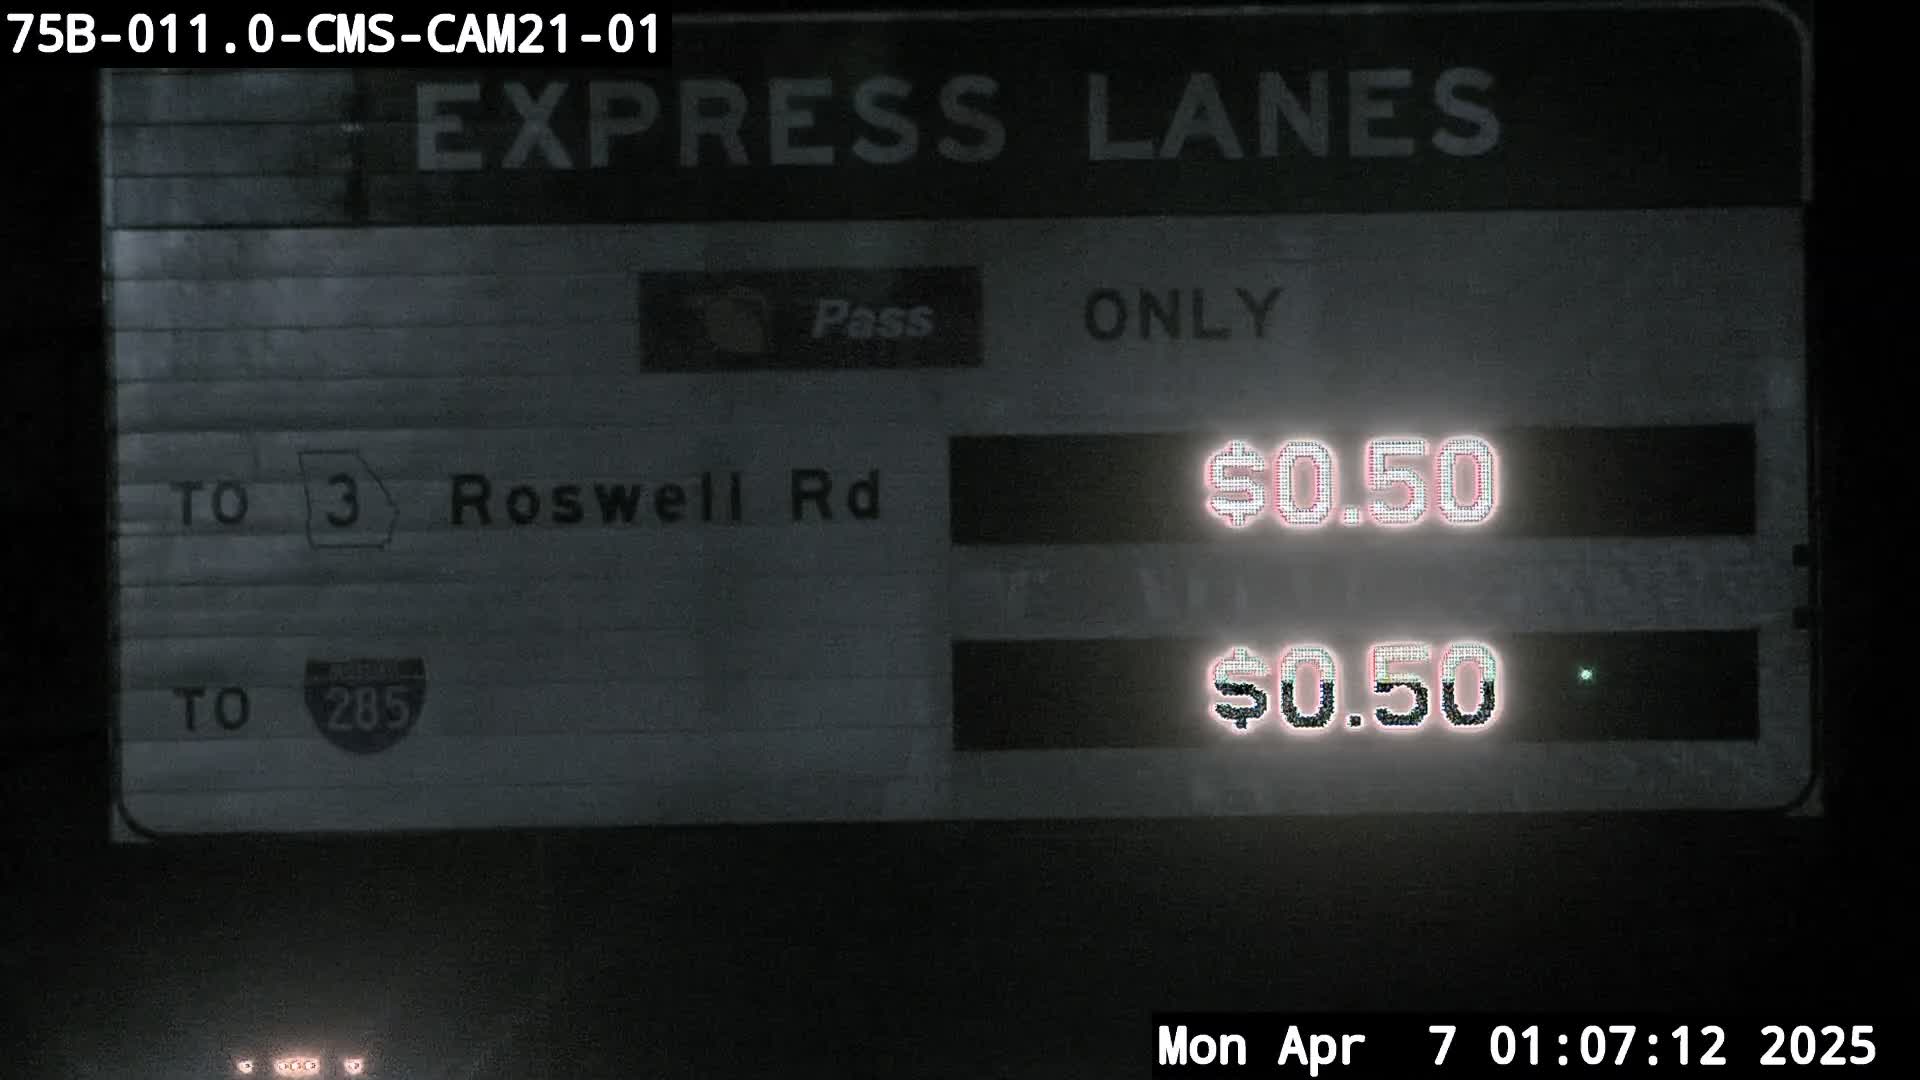 75B-011.0-CMS-CAM21-01
EXPRESS LANES
Pass ONLY
TO 3 Roswell Rd $0.50
TO INTERSTATE 285 $0.50
Mon Apr 7 01:07:12 2025